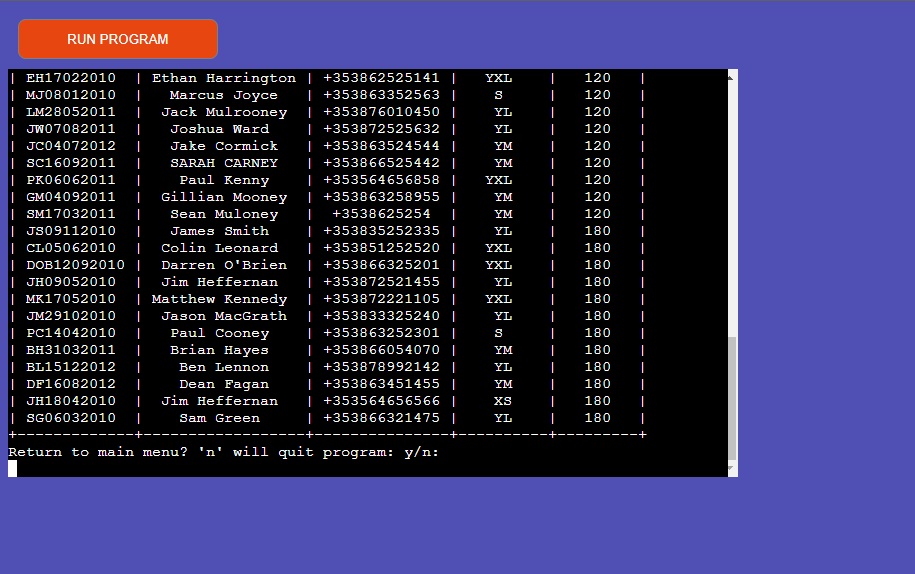 RUN PROGRAM
| EH17022010 | Ethan Harrington | +353862525141 | YXL | 120 |
| MJ08012010 | Marcus Joyce | +353863352563 | S | 120 |
| LM28052011 | Jack Mulrooney | +353876010450 | YL | 120 |
| JW07082011 | Joshua Ward | +353872525632 | YL | 120 |
| JC04072012 | Jake Cormick | +353863524544 | YM | 120 |
| SC16092011 | SARAH CARNEY | +353866525442 | YM | 120 |
| PK06062011 | Paul Kenny | +353564656858 | YXL | 120 |
| GM04092011 | Gillian Mooney | +353863258955 | YM | 120 |
| SM17032011 | Sean Muloney | +3538625254 | YM | 120 |
| JS09112010 | James Smith | +353835252335 | YL | 180 |
| CL05062010 | Colin Leonard | +353851252520 | YXL | 180 |
| DOB12092010 | Darren O'Brien | +353866325201 | YXL | 180 |
| JH09052010 | Jim Heffernan | +353872521455 | YL | 180 |
| MK17052010 | Matthew Kennedy | +353872221105 | YXL | 180 |
| JM29102010 | Jason MacGrath | +353833325240 | YL | 180 |
| PC14042010 | Paul Cooney | +353863252301 | S | 180 |
| BH31032011 | Brian Hayes | +353866054070 | YM | 180 |
| BL15122012 | Ben Lennon | +353878992142 | YL | 180 |
| DF16082012 | Dean Fagan | +353863451455 | YM | 180 |
| JH18042010 | Jim Heffernan | +353564656566 | XS | 180 |
| SG06032010 | Sam Green | +353866321475 | YL | 180 |
+-------------+------------------+---------------+----------+---------+
Return to main menu? 'n' will quit program: y/n: